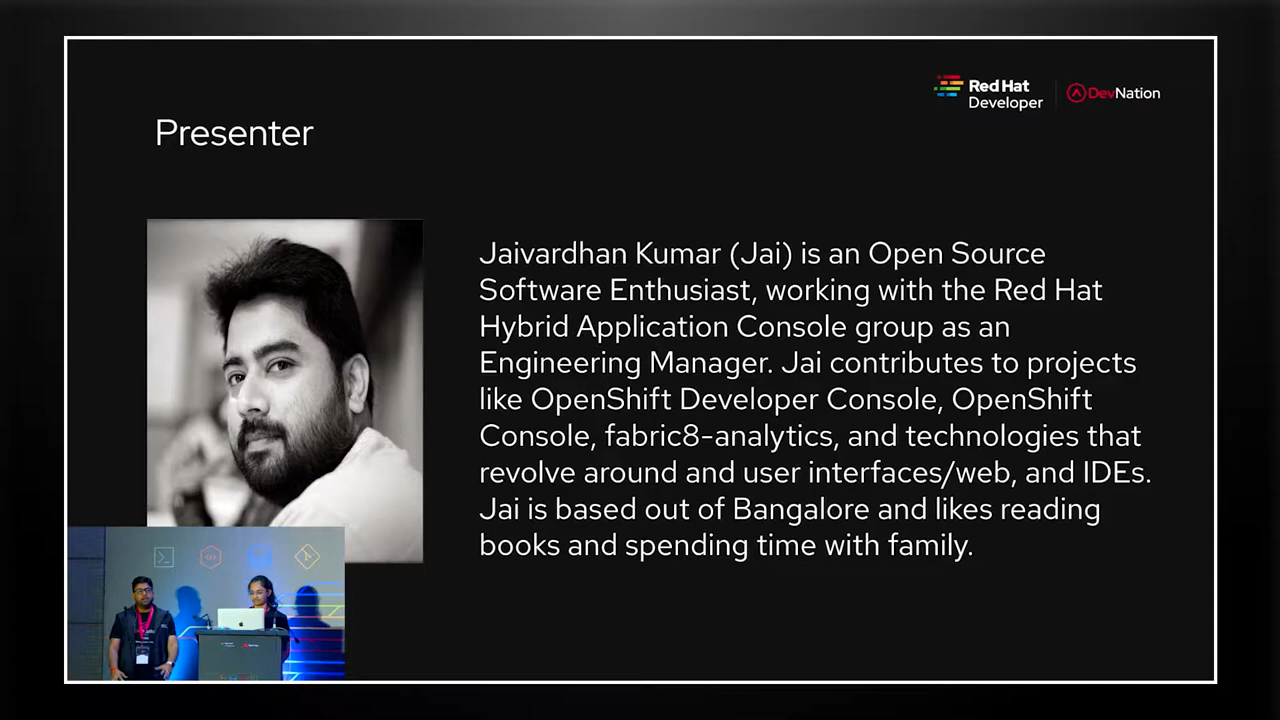 Red Hat
Developer
DevNation
Presenter
Jaivardhan Kumar (Jai) is an Open Source
Software Enthusiast, working with the Red Hat
Hybrid Application Console group as an
Engineering Manager. Jai contributes to projects
like OpenShift Developer Console, OpenShift
Console, fabric8-analytics, and technologies that
revolve around and user interfaces/web, and IDEs.
Jai is based out of Bangalore and likes reading
books and spending time with family.